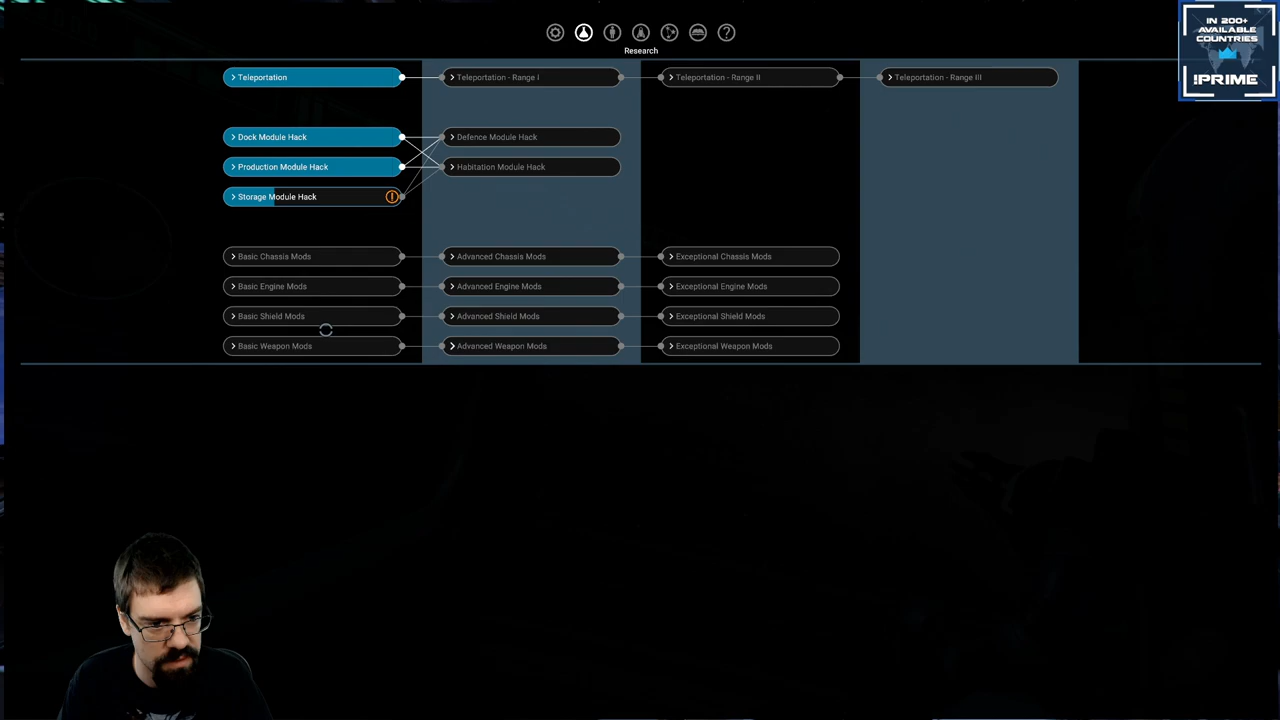 IN 200+
AVAILABLE
COUNTRIES
!PRIME
Research
Teleportation
Teleportation - Range I
Teleportation - Range II
Teleportation - Range III
Dock Module Hack
Defence Module Hack
Production Module Hack
Habitation Module Hack
Storage Module Hack
Basic Chassis Mods
Advanced Chassis Mods
Exceptional Chassis Mods
Basic Engine Mods
Advanced Engine Mods
Exceptional Engine Mods
Basic Shield Mods
Advanced Shield Mods
Exceptional Shield Mods
Basic Weapon Mods
Advanced Weapon Mods
Exceptional Weapon Mods